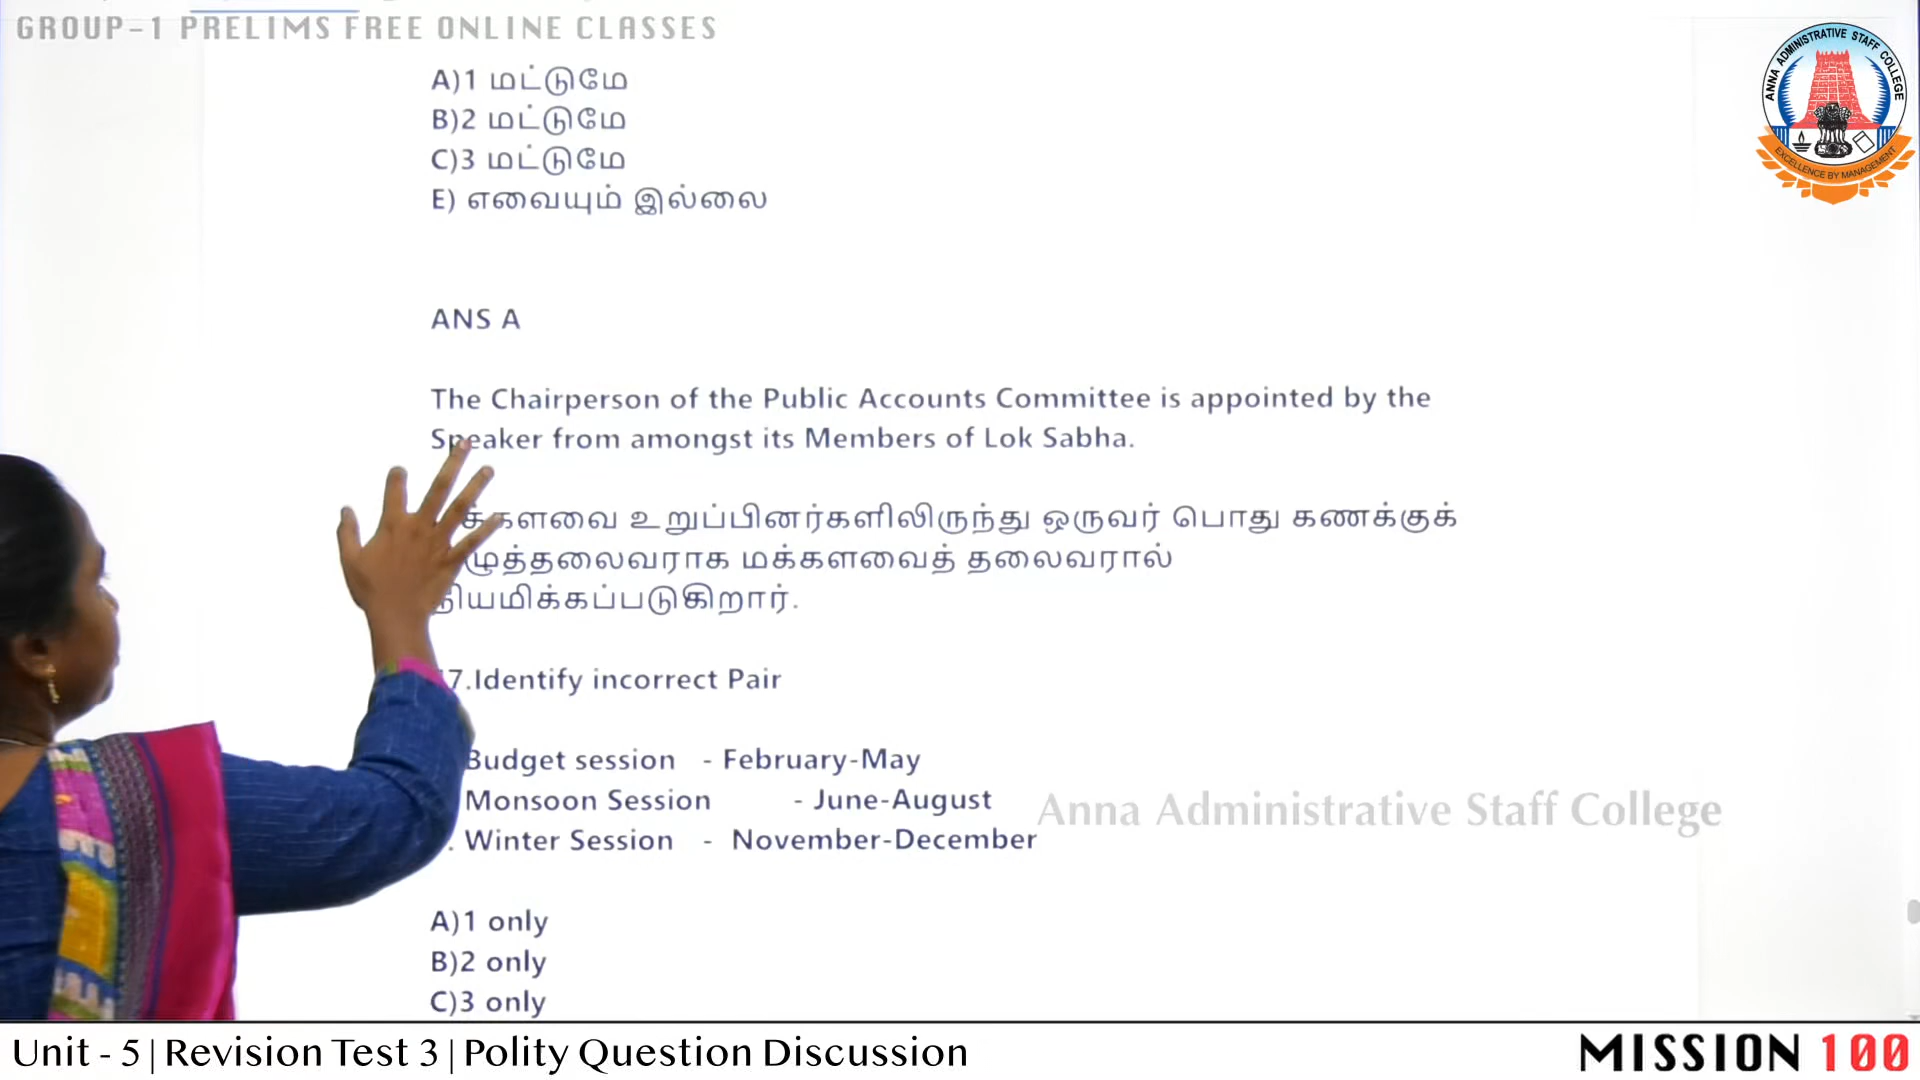 GROUP-1 PRELIMS FREE ONLINE CLASSES
ANNA ADMINISTRATIVE STAFF COLLEGE
EXCELLENCE BY MANAGEMENT
A)1 மட்டுமே
B)2 மட்டுமே
C)3 மட்டுமே
E) எவையும் இல்லை
ANS A
The Chairperson of the Public Accounts Committee is appointed by the
Speaker from amongst its Members of Lok Sabha.
உறுப்பினர்களிலிருந்து ஒருவர் பொது கணக்குக்
மக்களவைத் தலைவரால்
நியமிக்கப்படுகிறார்.
7.Identify incorrect Pair
Budget session - February-May
Monsoon Session - June-August
. Winter Session - November-December
Anna Administrative Staff College
A)1 only
B)2 only
C)3 only
Unit - 5|Revision Test 3|Polity Question Discussion
MISSION 100